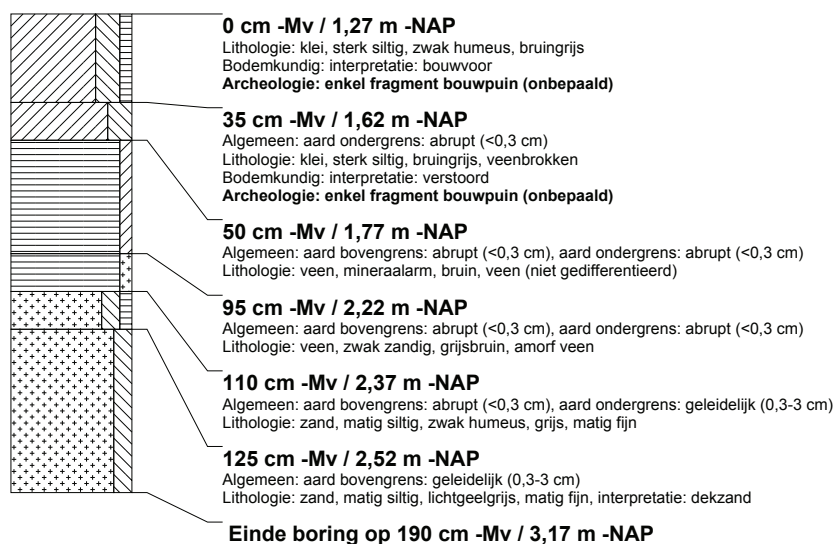 0 cm -Mv / 1,27 m -NAP
Lithologie: klei, sterk siltig, zwak humeus, bruingrijs
Bodemkundig: interpretatie: bouwvoor
Archeologie: enkel fragment bouwpuin (onbepaald)
35 cm -Mv / 1,62 m -NAP
Algemeen: aard ondergrens: abrupt (<0,3 cm)
Lithologie: klei, sterk siltig, bruingrijs, veenbrokken
Bodemkundig: interpretatie: verstoord
Archeologie: enkel fragment bouwpuin (onbepaald)
50 cm -Mv / 1,77 m -NAP
Algemeen: aard bovengrens: abrupt (<0,3 cm), aard ondergrens: abrupt (<0,3 cm)
Lithologie: veen, mineraalarm, bruin, veen (niet gedifferentieerd)
95 cm -Mv / 2,22 m -NAP
Algemeen: aard bovengrens: abrupt (<0,3 cm), aard ondergrens: abrupt (<0,3 cm)
Lithologie: veen, zwak zandig, grijsbruin, amorf veen
110 cm -Mv / 2,37 m -NAP
Algemeen: aard bovengrens: abrupt (<0,3 cm), aard ondergrens: geleidelijk (0,3-3 cm)
Lithologie: zand, matig siltig, zwak humeus, grijs, matig fijn
125 cm -Mv / 2,52 m -NAP
Algemeen: aard bovengrens: geleidelijk (0,3-3 cm)
Lithologie: zand, matig siltig, lichtgeelgrijs, matig fijn, interpretatie: dekzand
Einde boring op 190 cm -Mv / 3,17 m -NAP